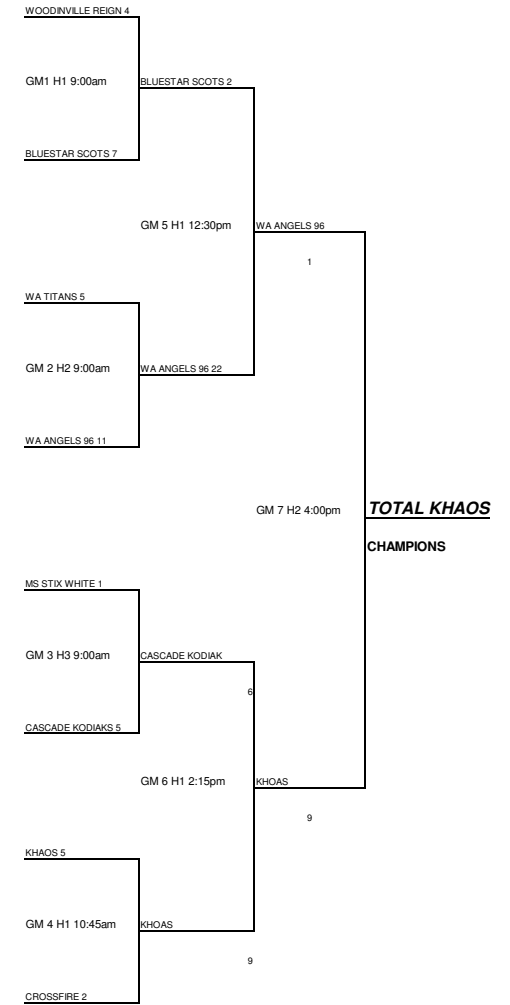 WOODINVILLE REIGN 4
GM1 H1 9:00am
BLUESTAR SCOTS 2
BLUESTAR SCOTS 7
GM 5 H1 12:30pm
WA ANGELS 96
1
WA TITANS 5
GM 2 H2 9:00am
WA ANGELS 96 22
WA ANGELS 96 11
GM 7 H2 4:00pm
TOTAL KHAOS
CHAMPIONS
MS STIX WHITE 1
GM 3 H3 9:00am
CASCADE KODIAK
6
CASCADE KODIAKS 5
GM 6 H1 2:15pm
KHOAS
9
KHAOS 5
GM 4 H1 10:45am
KHOAS
9
CROSSFIRE 2